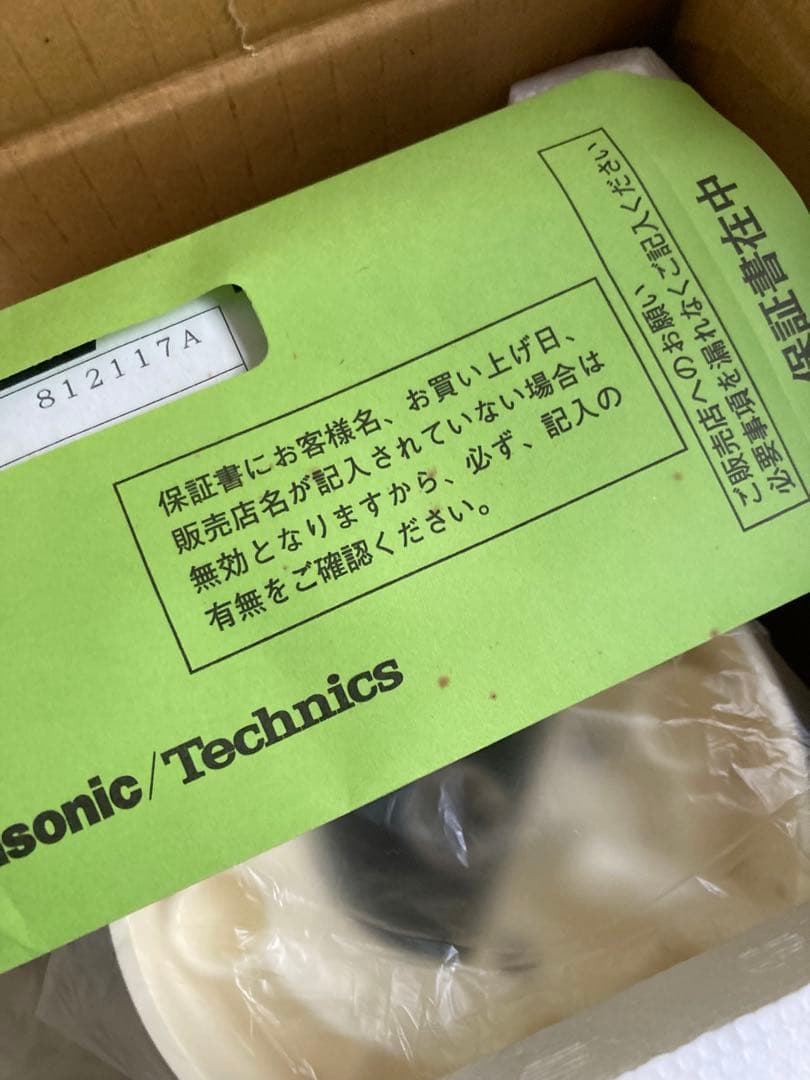 812117A
保証書にお客様名、お買い上げ日、
販売店名が記入されていない場合は
無効となりますから、必ず、記入の
有無をご確認ください。
ご販売店へのお願い
必要事項を漏れなくご記入ください
保証書在中
sonic/Technics